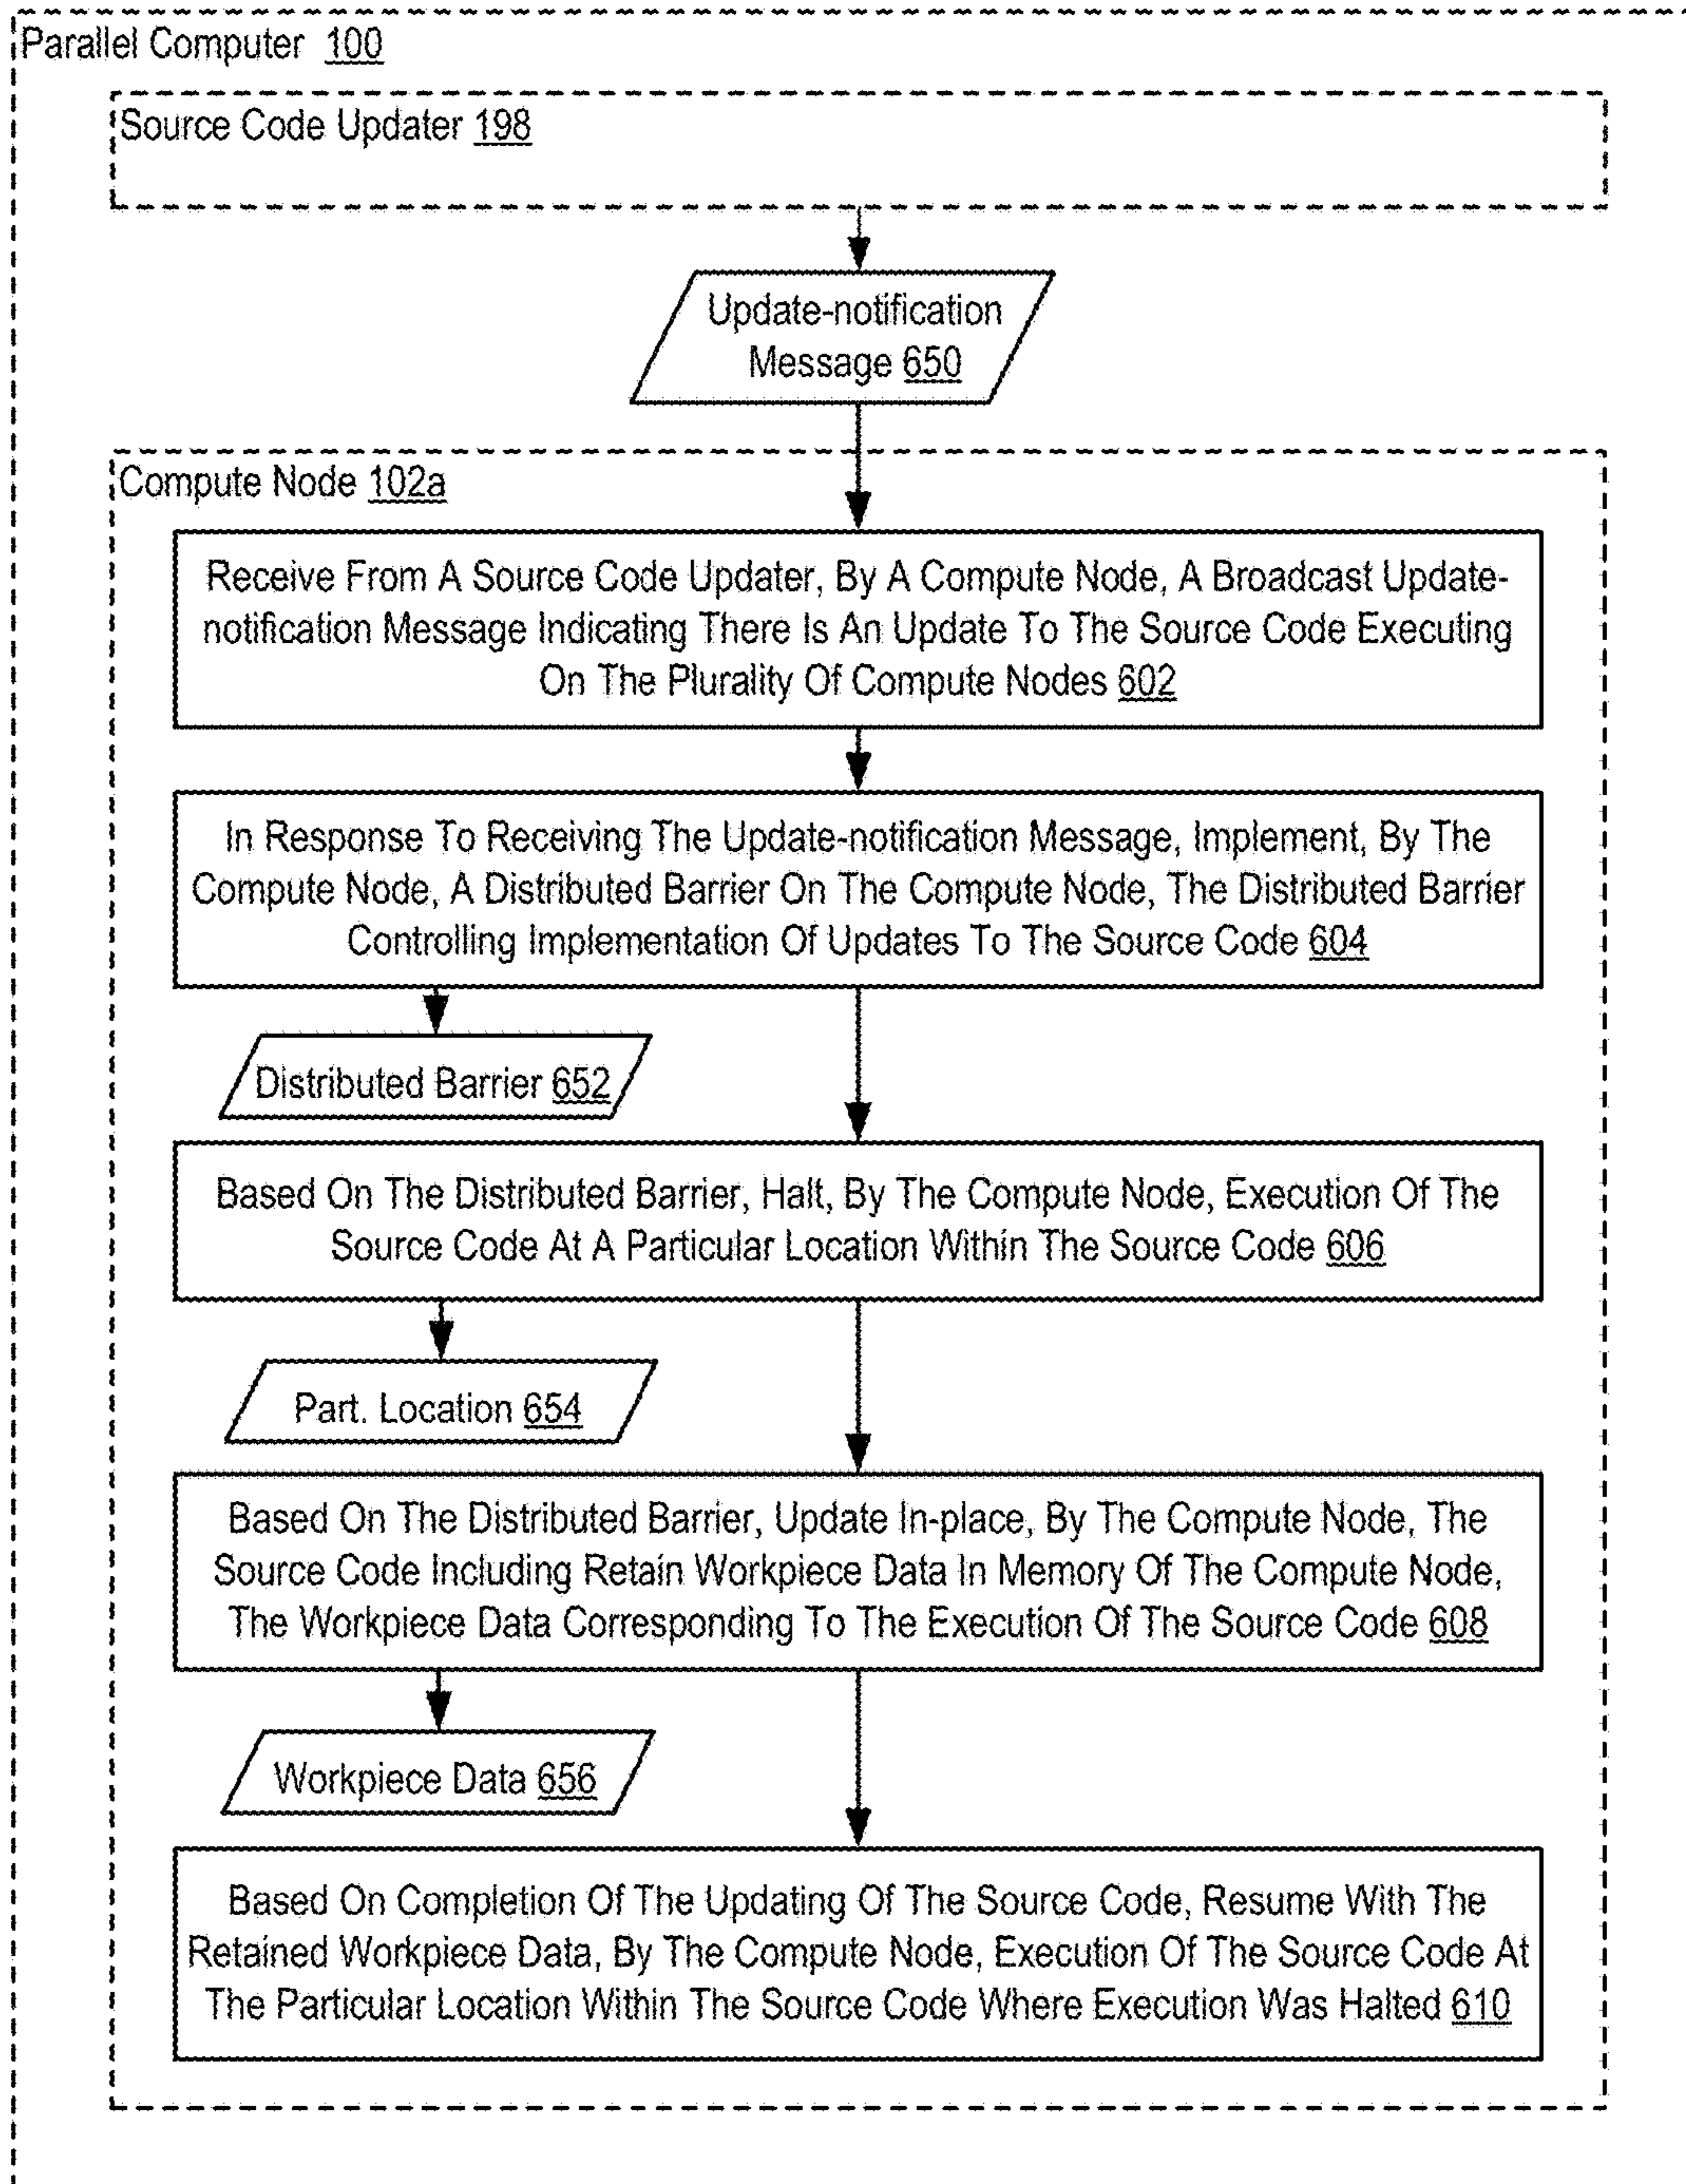 Parallel Computer 100
Source Code Updater 198
Update-notification
Message 650
Compute Node 102a
Receive From A Source Code Updater, By A Compute Node, A Broadcast Update-
notification Message Indicating There Is An Update To The Source Code Executing
On The Plurality Of Compute Nodes 602
In Response To Receiving The Update-notification Message, Implement, By The
Compute Node, A Distributed Barrier On The Compute Node, The Distributed Barrier
Controlling Implementation Of Updates To The Source Code 604
Distributed Barrier 652
Based On The Distributed Barrier, Halt, By The Compute Node, Execution Of The
Source Code At A Particular Location Within The Source Code 606
Part. Location 654
Based On The Distributed Barrier, Update In-place, By The Compute Node, The
Source Code Including Retain Workpiece Data In Memory Of The Compute Node,
The Workpiece Data Corresponding To The Execution Of The Source Code 608
Workpiece Data 656
Based On Completion Of The Updating Of The Source Code, Resume With The
Retained Workpiece Data, By The Compute Node, Execution Of The Source Code At
The Particular Location Within The Source Code Where Execution Was Halted 610